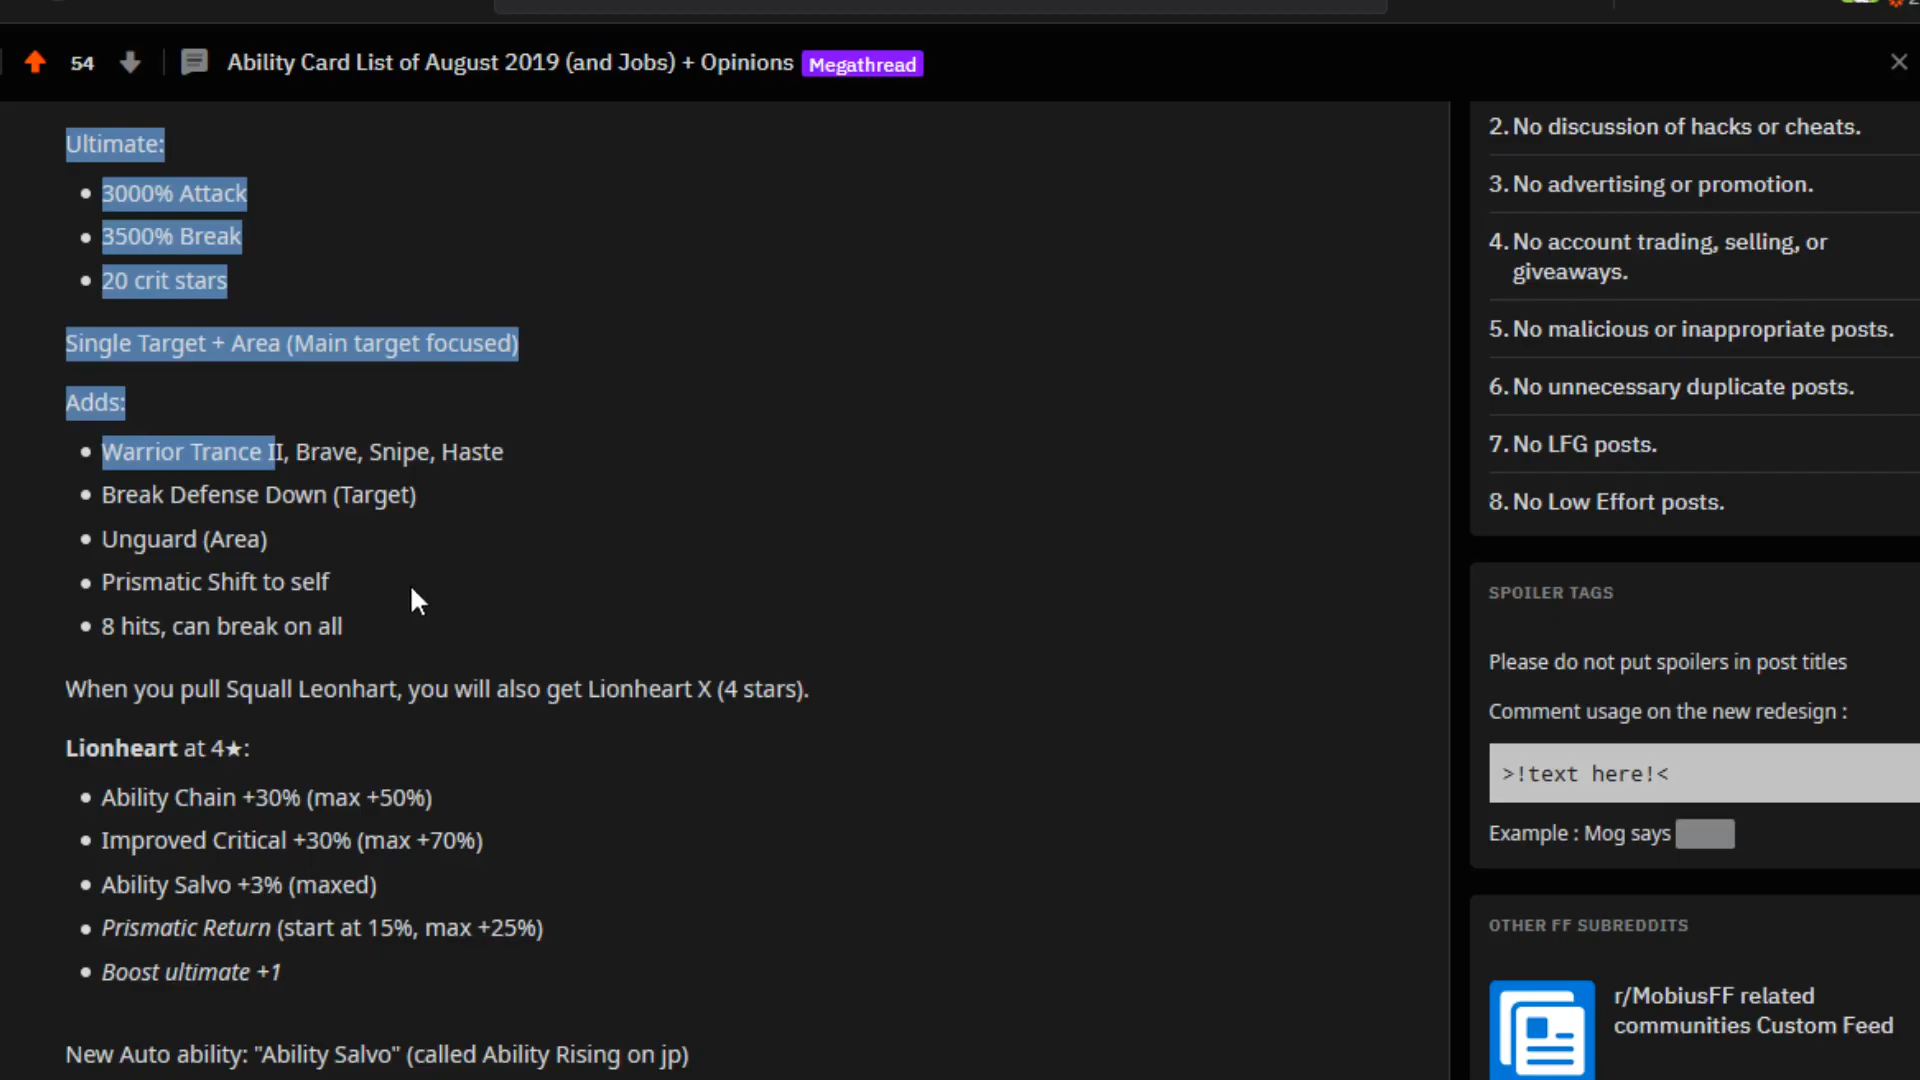 54
Ability Card List of August 2019 (and Jobs) + Opinions Megathread
Ultimate:
3000% Attack
3500% Break
20 crit stars
Single Target + Area (Main target focused)
Adds:
Warrior Trance II, Brave, Snipe, Haste
Break Defense Down (Target)
Unguard (Area)
Prismatic Shift to self
8 hits, can break on all
When you pull Squall Leonhart, you will also get Lionheart X (4 stars).
Lionheart at 4★:
Ability Chain +30% (max +50%)
Improved Critical +30% (max +70%)
Ability Salvo +3% (maxed)
Prismatic Return (start at 15%, max +25%)
Boost ultimate +1
New Auto ability: "Ability Salvo" (called Ability Rising on jp)
2. No discussion of hacks or cheats.
3. No advertising or promotion.
4. No account trading, selling, or
giveaways.
5. No malicious or inappropriate posts.
6. No unnecessary duplicate posts.
7. No LFG posts.
8. No Low Effort posts.
SPOILER TAGS
Please do not put spoilers in post titles
Comment usage on the new redesign :
>!text here!<
Example : Mog says
OTHER FF SUBREDDITS
r/MobiusFF related
communities Custom Feed